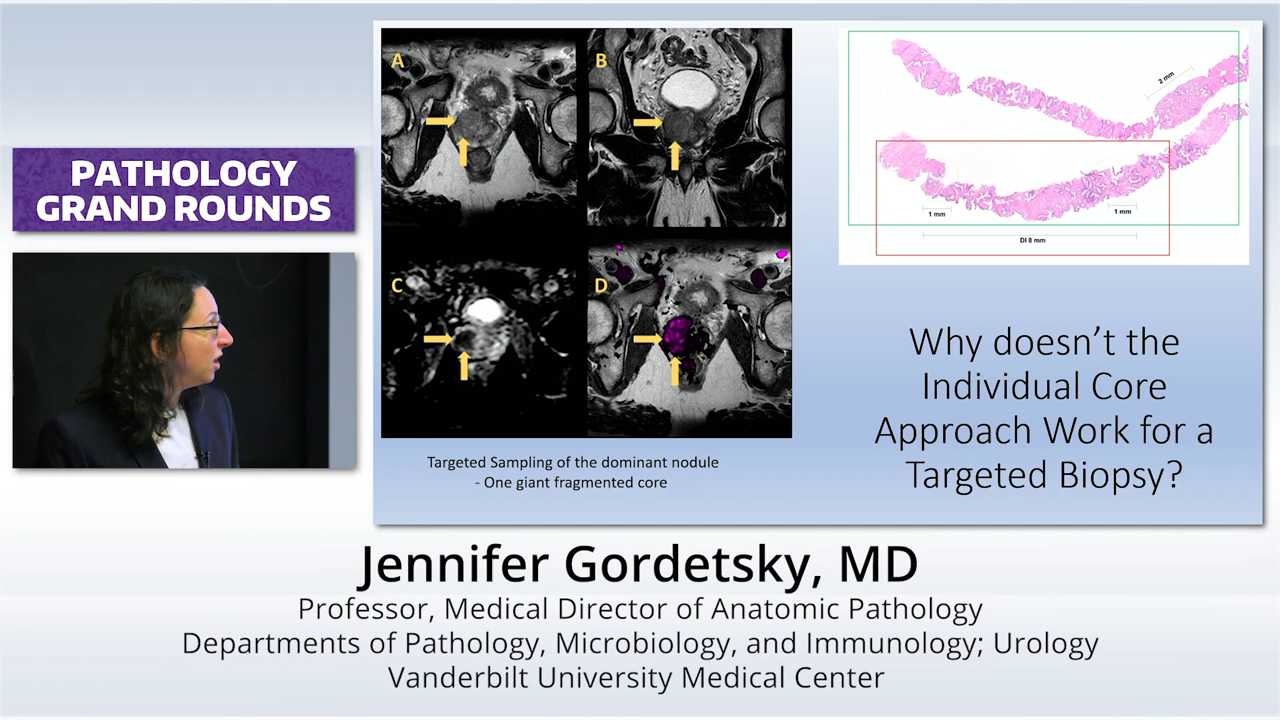 PATHOLOGY
GRAND ROUNDS
A
B
C
D
2 mm
1 mm
1 mm
DI 8 mm
Targeted Sampling of the dominant nodule
- One giant fragmented core
Why doesn’t the
Individual Core
Approach Work for a
Targeted Biopsy?
Jennifer Gordetsky, MD
Professor, Medical Director of Anatomic Pathology
Departments of Pathology, Microbiology, and Immunology; Urology
Vanderbilt University Medical Center